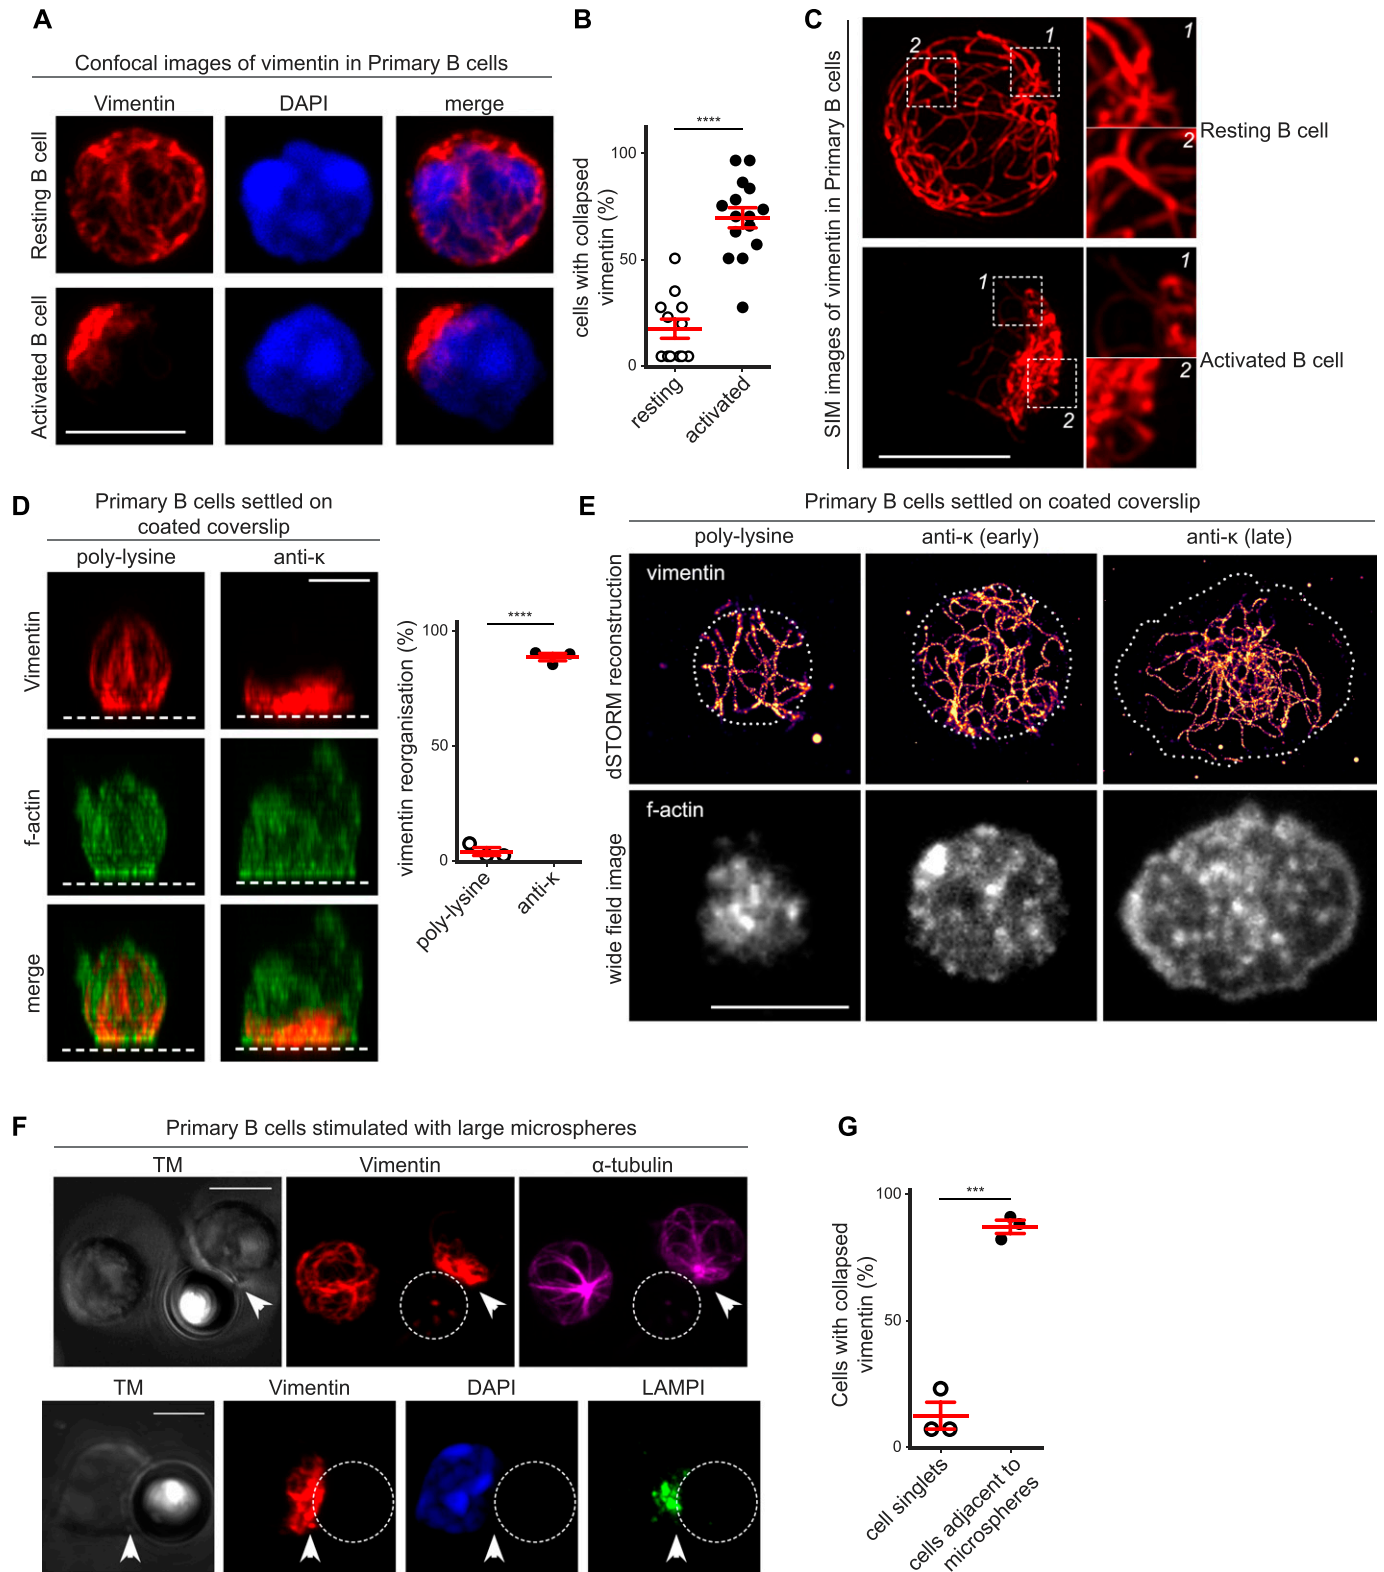 A
Confocal images of vimentin in Primary B cells
Vimentin DAPI merge
Resting B cell
Activated B cell
B
cells with collapsed
vimentin (%)
****
100
50
0
resting
activated
C
SIM images of vimentin in Primary B cells
2
1
1
2
Resting B cell
1
2
1
2
Activated B cell
D
Primary B cells settled on
coated coverslip
poly-lysine anti-κ
Vimentin
f-actin
merge
vimentin reorganisation (%)
****
100
50
0
poly-lysine
anti-κ
E
Primary B cells settled on coated coverslip
poly-lysine anti-κ (early) anti-κ (late)
dSTORM reconstruction
vimentin
wide field image
f-actin
F
Primary B cells stimulated with large microspheres
TM Vimentin α-tubulin
TM Vimentin DAPI LAMPI
G
Cells with collapsed
vimentin (%)
***
100
50
0
cell singlets
cells adjacent to
microspheres